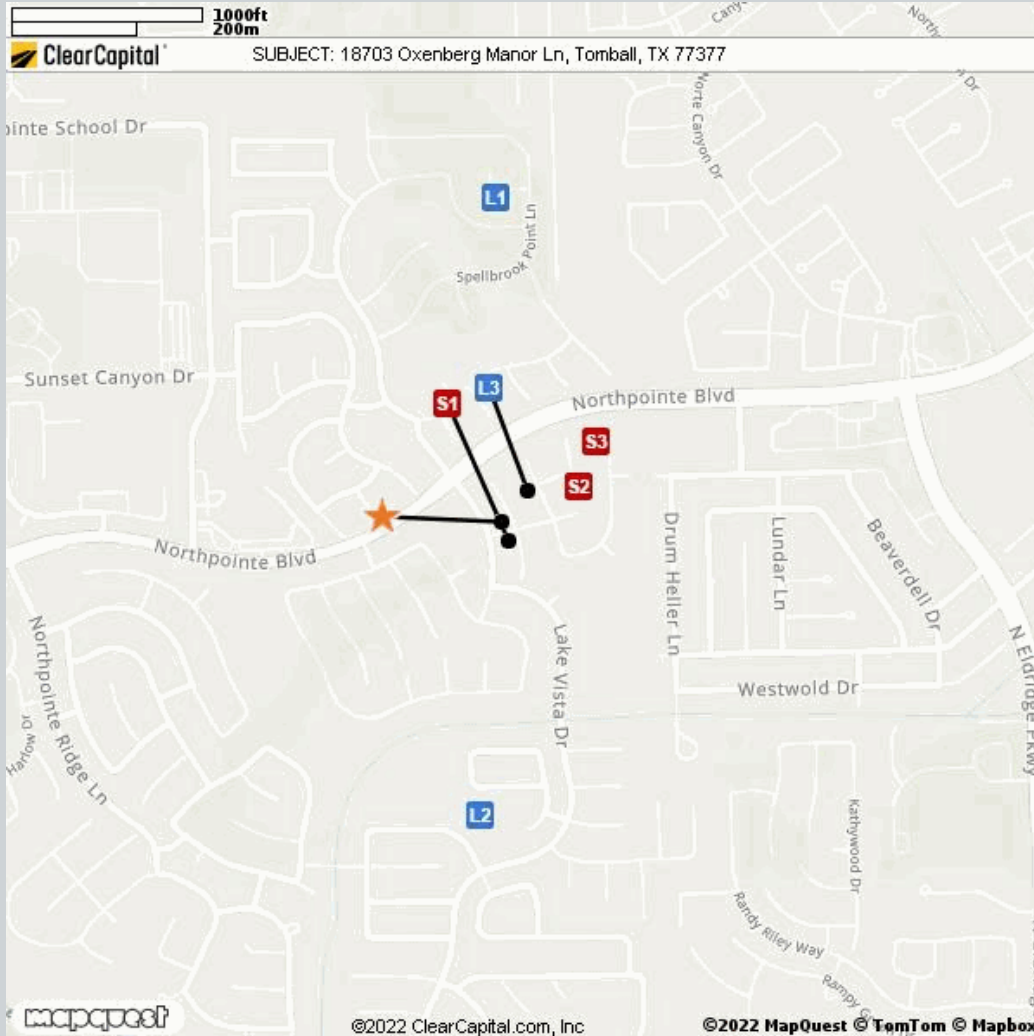 1000ft
200m
ClearCapital
SUBJECT: 18703 Oxenberg Manor Ln, Tomball, TX 77377
Norte Canyon Dr
ointe School Dr
L1
Spellbrook Point Ln
Sunset Canyon Dr
S1
L3
Northpointe Blvd
S3
S2
Northpointe Blvd
Drum Heller Ln
Lundar Ln
Beaverdell Dr
Northpointe Ridge Ln
Lake Vista Dr
N Eldridge Pkwy
Westwold Dr
Harlow Dr
L2
Kathywood Dr
Randy Riley Way
mapquest
©2022 ClearCapital.com, Inc
©2022 MapQuest © TomTom © Mapbo